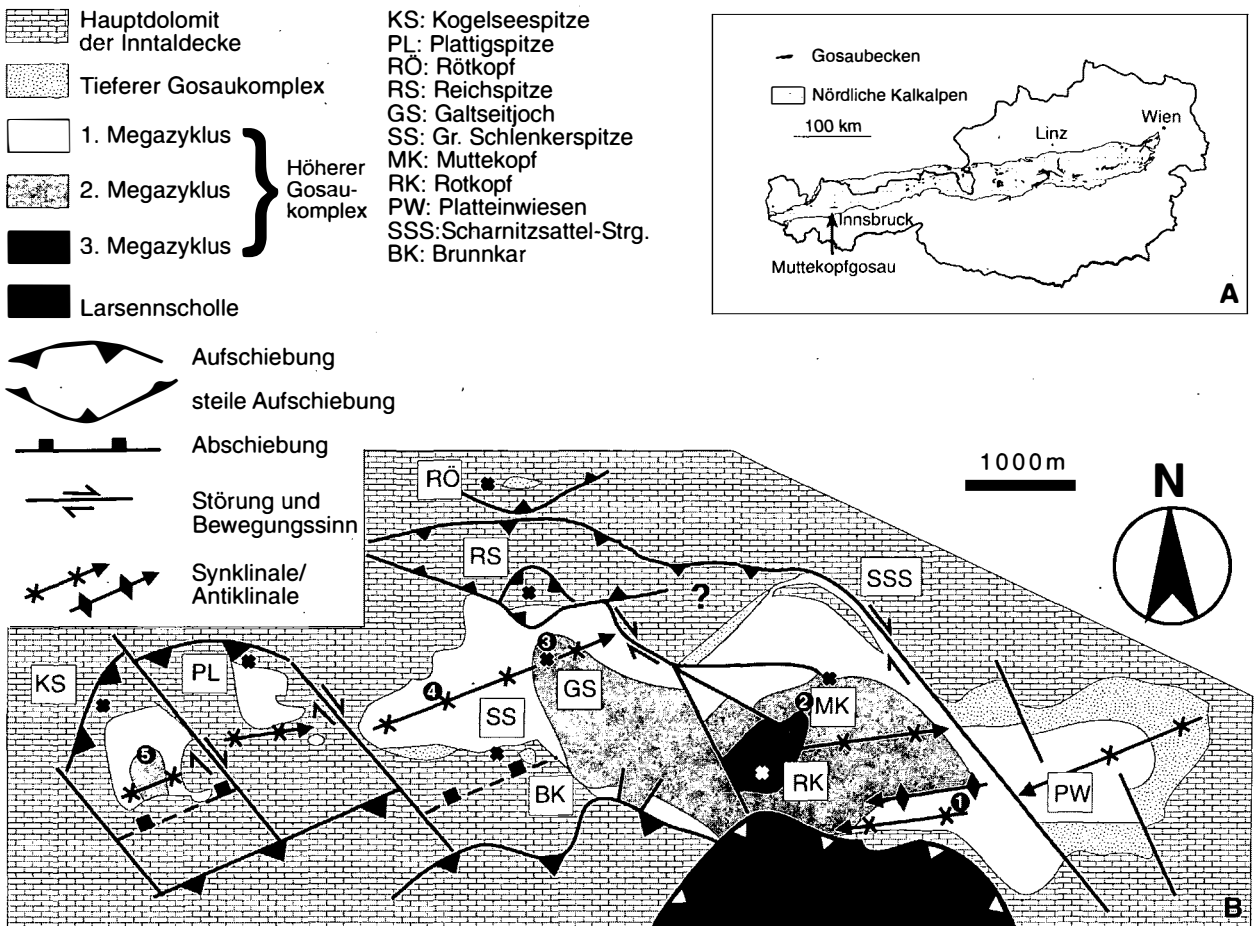 Hauptdolomit
der Inntaldecke
Tieferer Gosaukomplex
1. Megazyklus
2. Megazyklus
3. Megazyklus
Höherer
Gosau-
komplex
Larsennscholle
KS: Kogelseespitze
PL: Plattigspitze
RÖ: Rötkopf
RS: Reichspitze
GS: Galtseitjoch
SS: Gr. Schlenkerspitze
MK: Muttekopf
RK: Rotkopf
PW: Platteinwiesen
SSS:Scharnitzsattel-Strg.
BK: Brunnkar
Gosaubecken
Nördliche Kalkalpen
100 km
Linz
Wien
Innsbruck
Muttekopfgosau
A
Aufschiebung
steile Aufschiebung
Abschiebung
Störung und
Bewegungssinn
Synklinale/
Antiklinale
1000m
N
RÖ
RS
SSS
?
KS
PL
3
GS
4
SS
2
MK
5
BK
RK
1
PW
B